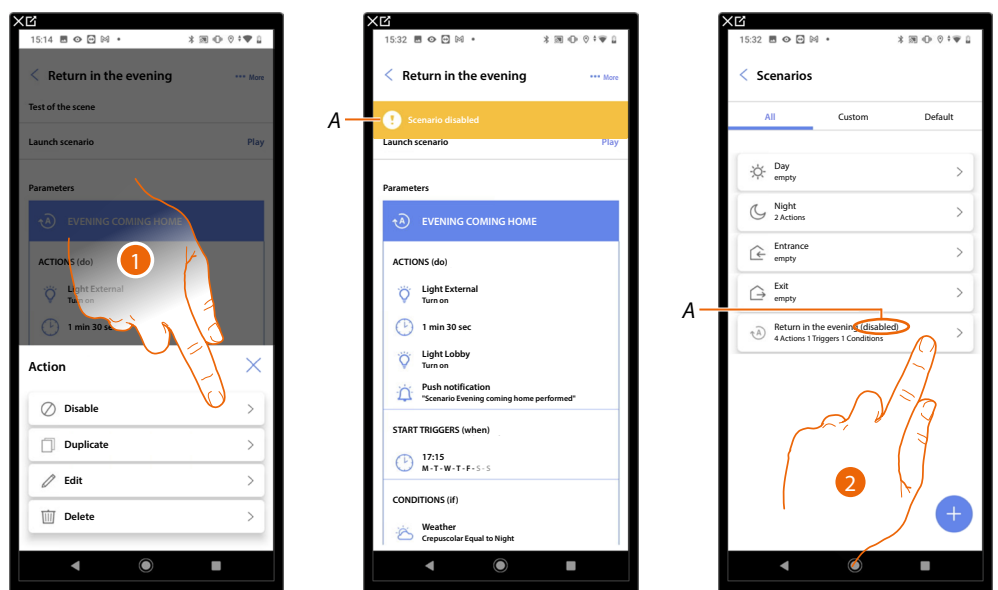 15:14
Return in the evening
••• More
Test of the scene
Launch scenario Play
Parameters
EVENING COMING HOME
ACTIONS (do)
Light External
Turn on
1 min 30 sec
1
Action
Disable
Duplicate
Edit
Delete
A
15:32
Return in the evening
••• More
! Scenario disabled
Launch scenario Play
Parameters
A EVENING COMING HOME
ACTIONS (do)
Light External
Turn on
1 min 30 sec
Light Lobby
Turn on
Push notification
"Scenario Evening coming home performed"
START TRIGGERS (when)
17:15
M-T-W-T-F-S-S
CONDITIONS (if)
Weather
Crepuscolar Equal to Night
A
15:32
Scenarios
All Custom Default
Day
empty
Night
2 Actions
Entrance
empty
Exit
empty
A Return in the evening (disabled)
4 Actions 1 Triggers 1 Conditions
2
+